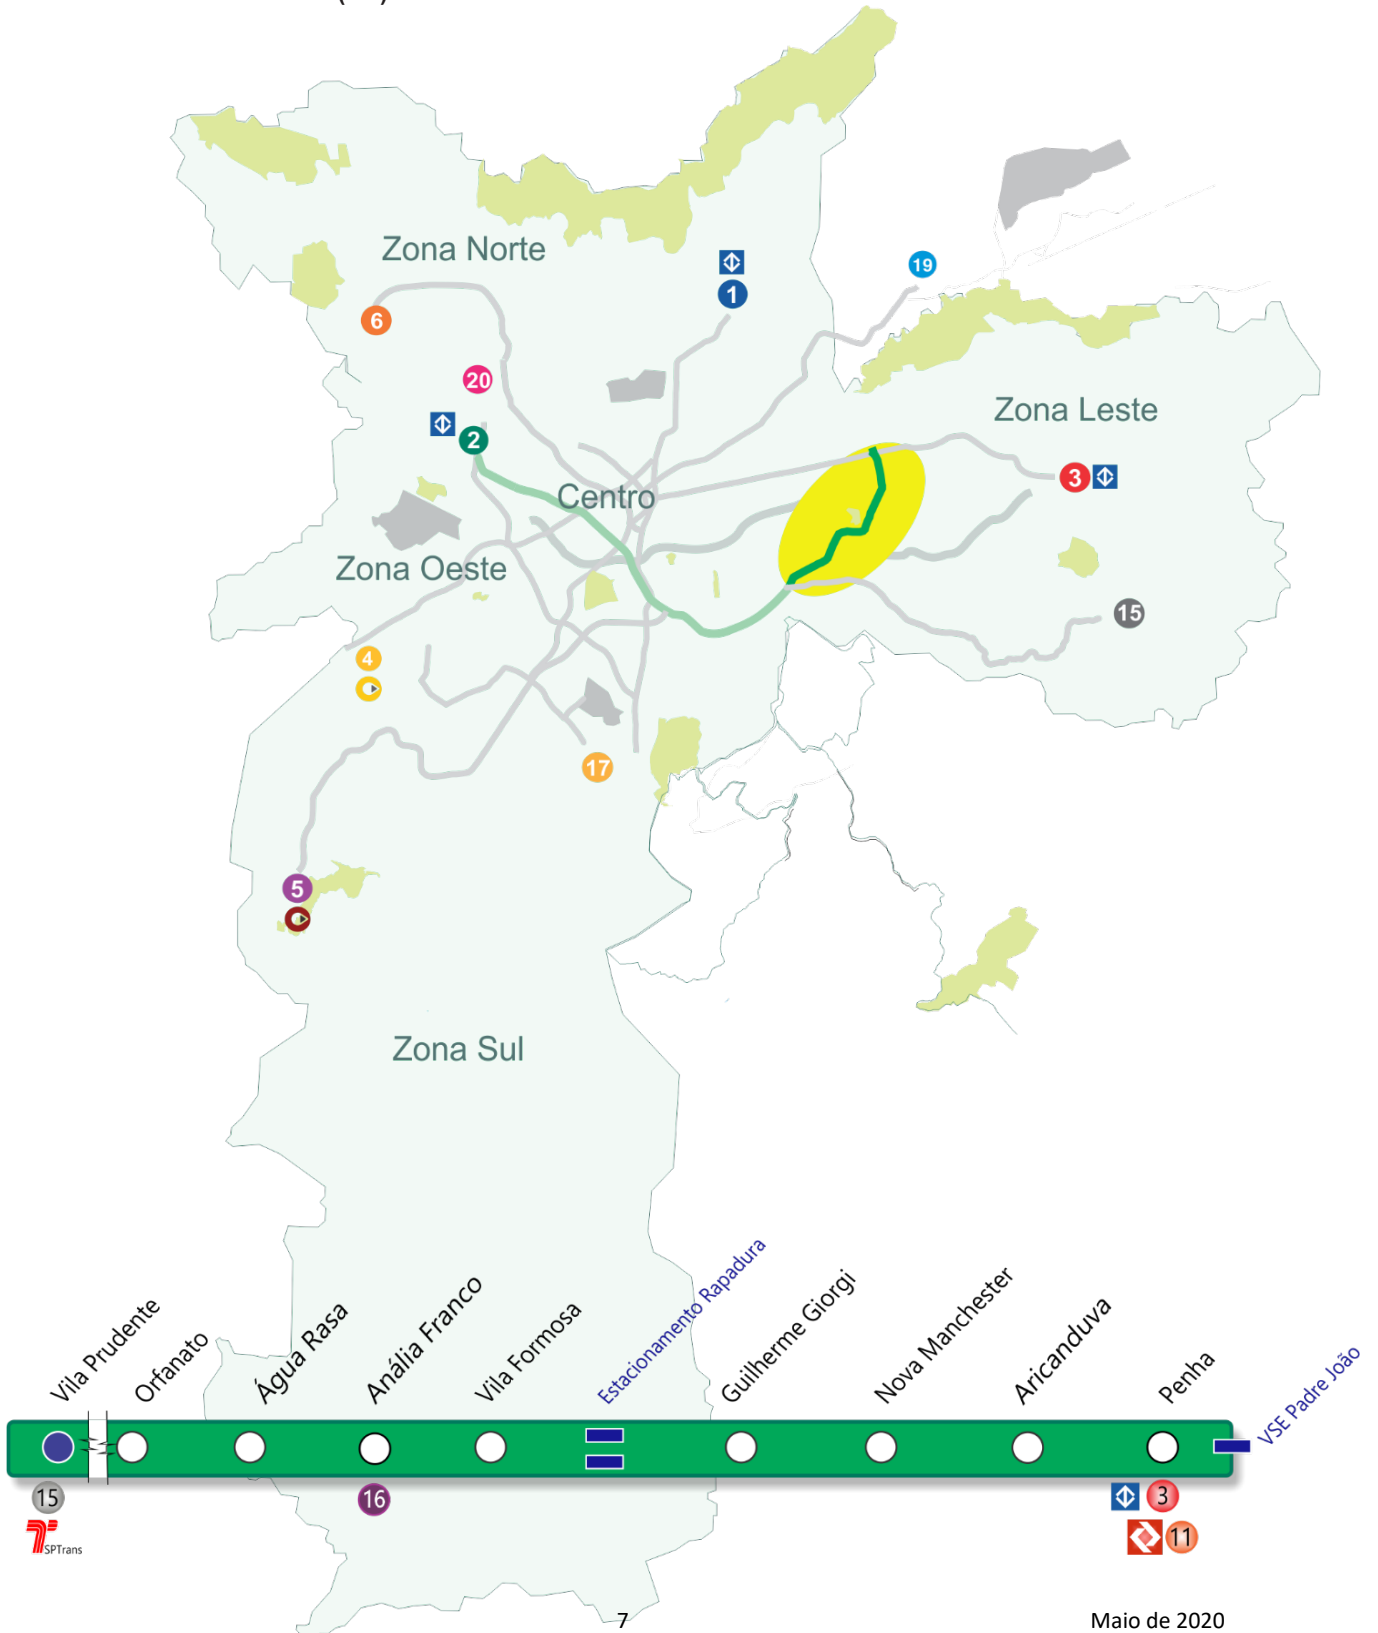 Zona Norte
1
19
6
20
2
Zona Leste
3
Centro
Zona Oeste
15
4
17
5
Zona Sul
Vila Prudente
Orfanato
Água Rasa
Anália Franco
Vila Formosa
Estacionamento Rapadura
Guilherme Giorgi
Nova Manchester
Aricanduva
Penha
VSE Padre João
15
SPTrans
16
3
11
7
Maio de 2020